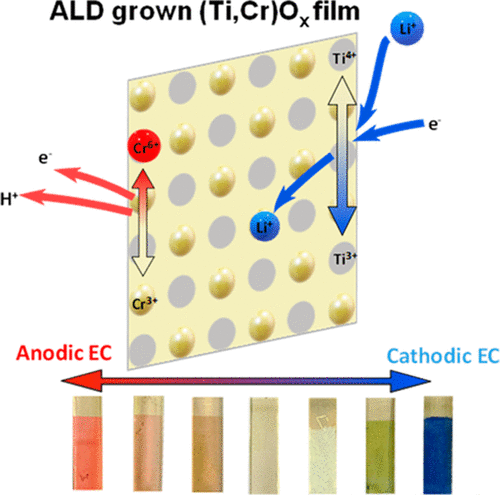 ALD grown (Ti,Cr)Oₓ film
Li⁺
Ti⁴⁺
Cr⁶⁺
e⁻
e⁻
H⁺
Li⁺
Ti³⁺
Cr³⁺
Anodic EC
Cathodic EC